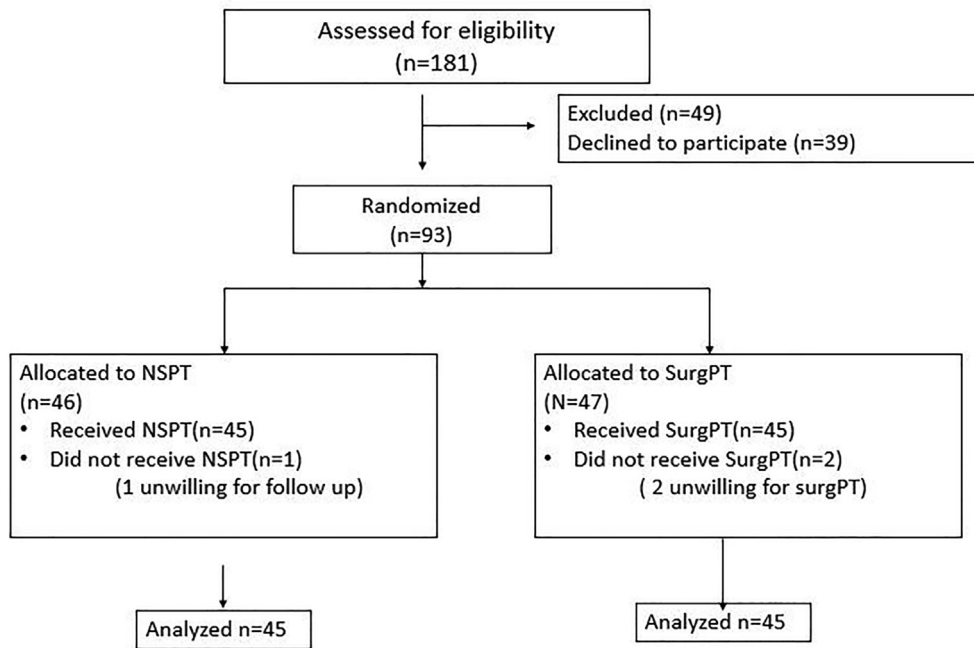 Assessed for eligibility
(n=181)
Excluded (n=49)
Declined to participate (n=39)
Randomized
(n=93)
Allocated to NSPT
(n=46)
• Received NSPT(n=45)
• Did not receive NSPT(n=1)
(1 unwilling for follow up)
Allocated to SurgPT
(N=47)
• Received SurgPT(n=45)
• Did not receive SurgPT(n=2)
( 2 unwilling for surgPT)
Analyzed n=45
Analyzed n=45